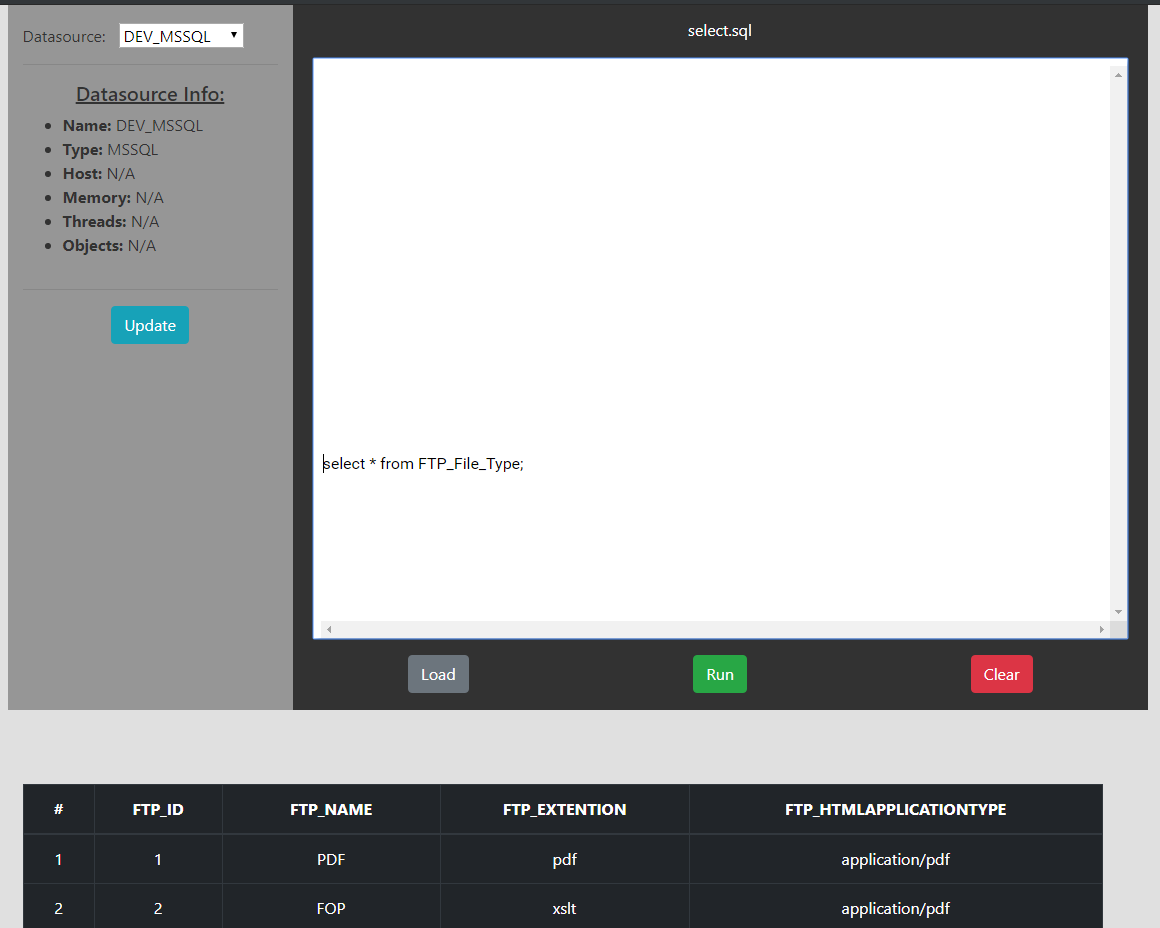 Datasource: DEV_MSSQL
Datasource Info:
Name: DEV_MSSQL
Type: MSSQL
Host: N/A
Memory: N/A
Threads: N/A
Objects: N/A
Update
select.sql
select * from FTP_File_Type;
Load Run Clear
# FTP_ID FTP_NAME FTP_EXTENTION FTP_HTMLAPPLICATIONTYPE
1 1 PDF pdf application/pdf
2 2 FOP xslt application/pdf